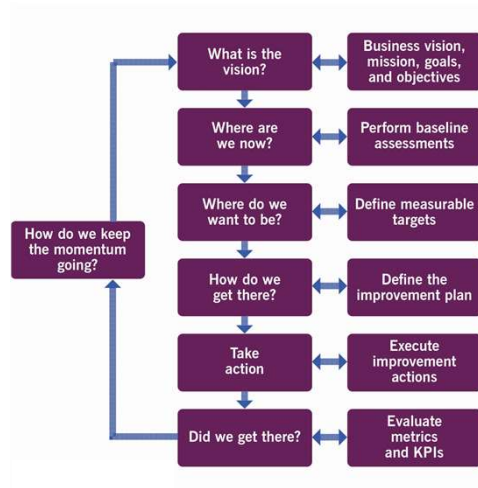 What is the
vision?
Business vision,
mission, goals,
and objectives
Where are
we now?
Perform baseline
assessments
Where do we
want to be?
Define measurable
targets
How do we keep
the momentum
going?
How do we
get there?
Define the
improvement plan
Take
action
Execute
improvement
actions
Did we get there?
Evaluate
metrics
and KPIs